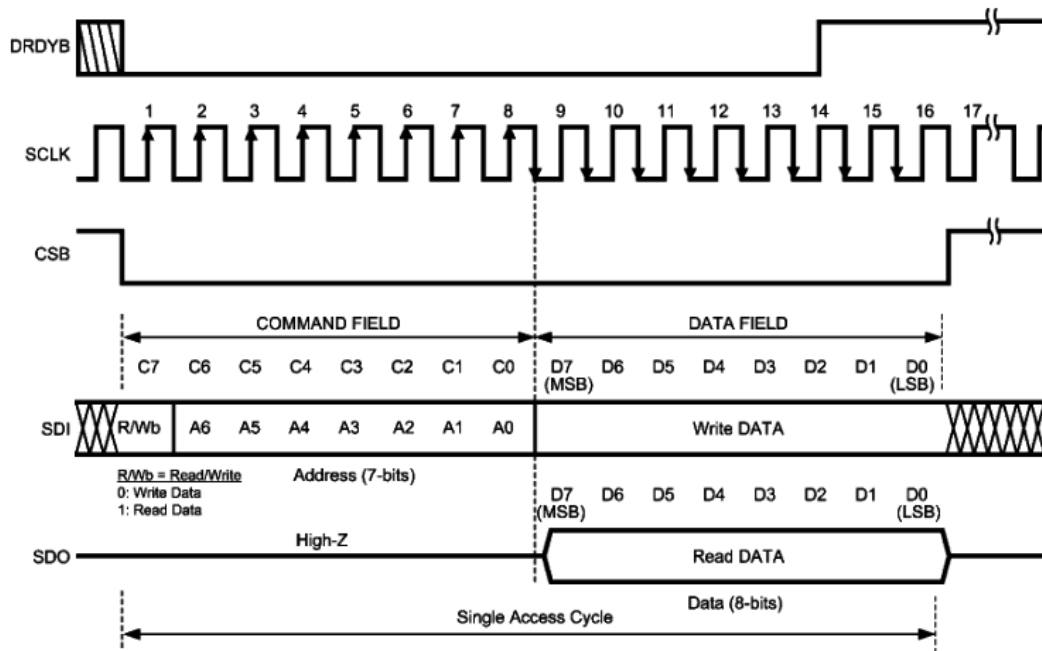 DRDYB
1 2 3 4 5 6 7 8 9 10 11 12 13 14 15 16 17
SCLK
CSB
COMMAND FIELD DATA FIELD
C7 C6 C5 C4 C3 C2 C1 C0 D7 D6 D5 D4 D3 D2 D1 D0
(MSB) (LSB)
SDI R/Wb A6 A5 A4 A3 A2 A1 A0 Write DATA
R/Wb = Read/Write Address (7-bits)
0: Write Data
1: Read Data
D7 D6 D5 D4 D3 D2 D1 D0
(MSB) (LSB)
High-Z
SDO Read DATA
Data (8-bits)
Single Access Cycle